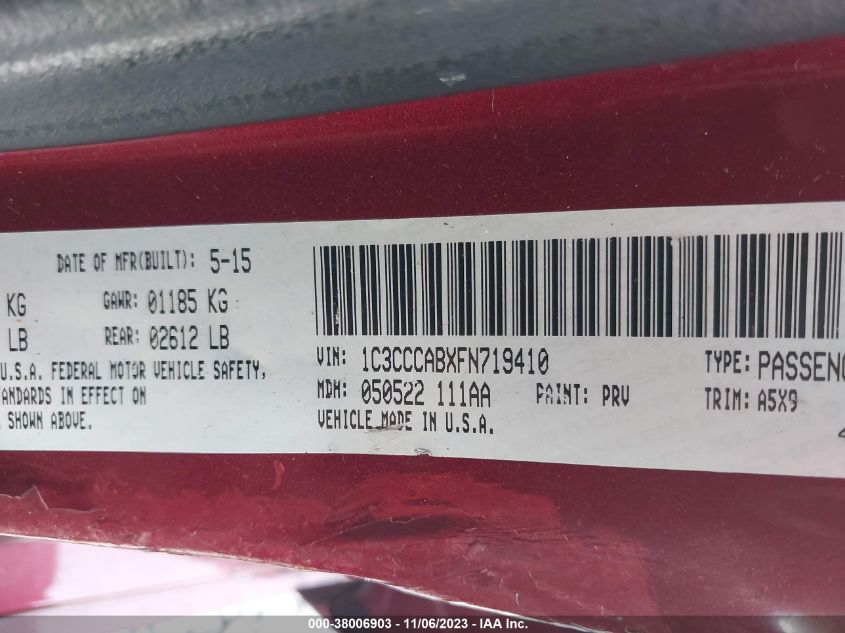 DATE OF MFR(BUILT): 5-15
KG GAWR: 01185 KG
LB REAR: 02612 LB
U.S.A. FEDERAL MOTOR VEHICLE SAFETY,
ANDARDS IN EFFECT ON
SHOWN ABOVE.
VIN: 1C3CCCABXFN719410 TYPE: PASSENG
MDH: 050522 111AA PAINT: PRV TRIM: A5X9
VEHICLE MADE IN U.S.A.
000-38006903 - 11/06/2023 - IAA Inc.